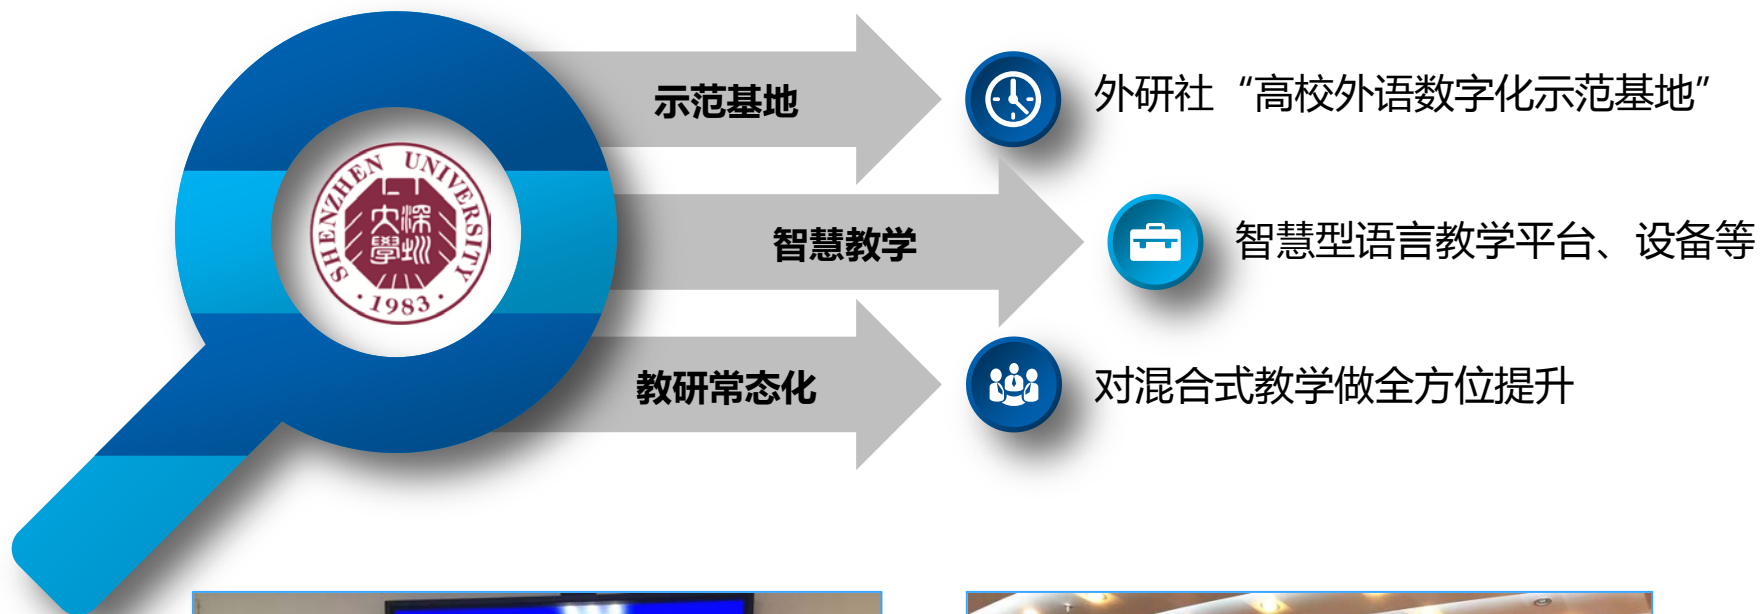 示范基地
外研社“高校外语数字化示范基地”
SHENZHEN UNIVERSITY
深圳
大學
·1983·
智慧教学
智慧型语言教学平台、设备等
教研常态化
对混合式教学做全方位提升